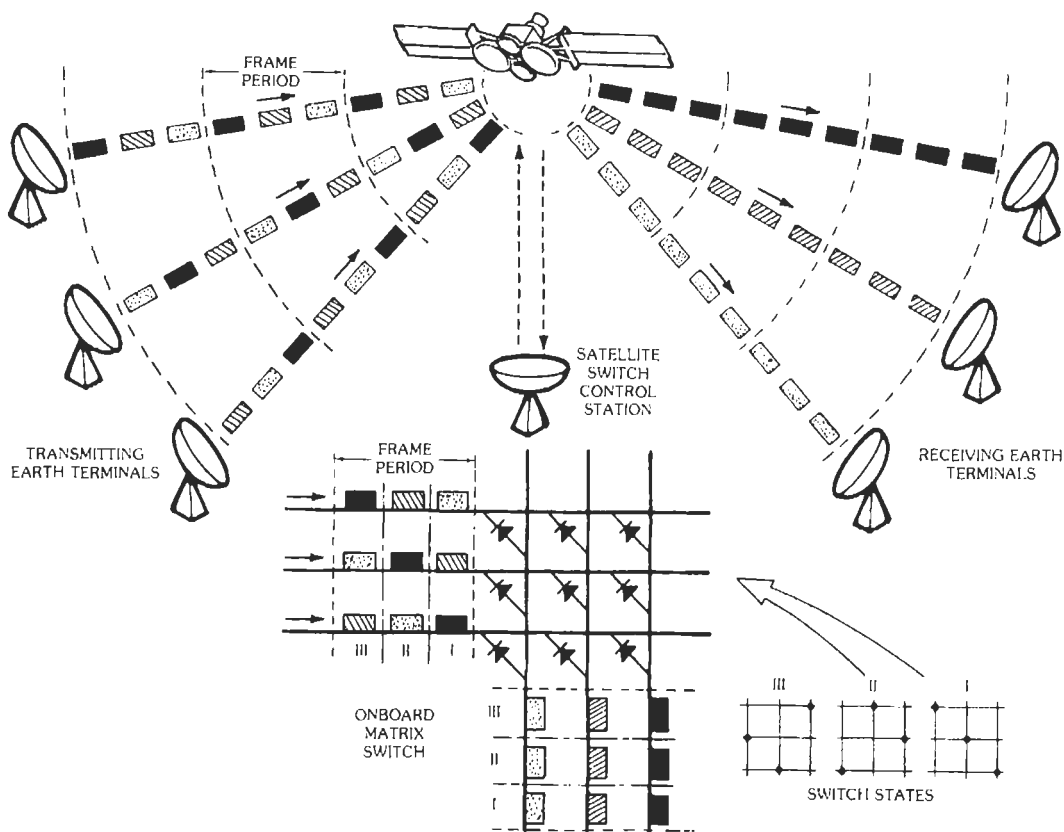 FRAME
PERIOD
SATELLITE
SWITCH
CONTROL
STATION
TRANSMITTING
EARTH TERMINALS
RECEIVING EARTH
TERMINALS
FRAME
PERIOD
III II I
ONBOARD
MATRIX
SWITCH
III
II
I
III II I
SWITCH STATES